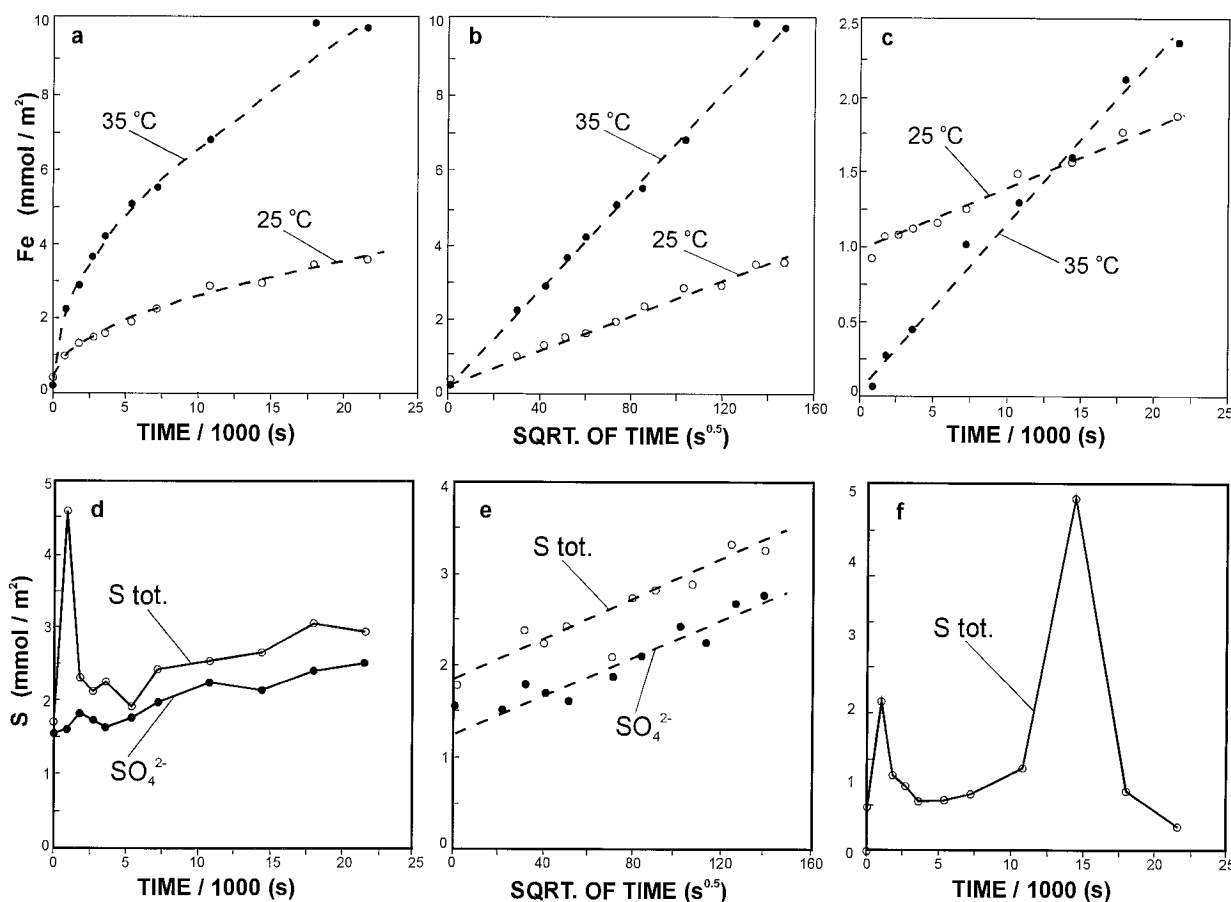 a
Fe (mmol / m²)
10
8
6
4
2
0
35 °C
25 °C
0 5 10 15 20 25
TIME / 1000 (s)
b
10
8
6
4
2
0
35 °C
25 °C
0 40 80 120 160
SQRT. OF TIME (s^0.5)
c
2.5
2.0
1.5
1.0
0.5
0
25 °C
35 °C
0 5 10 15 20 25
TIME / 1000 (s)
d
S (mmol / m²)
5
4
3
2
1
0
S tot.
SO₄²⁻
0 5 10 15 20 25
TIME / 1000 (s)
e
4
3
2
1
0
S tot.
SO₄²⁻
0 40 80 120 160
SQRT. OF TIME (s^0.5)
f
5
4
3
2
1
0
S tot.
0 5 10 15 20 25
TIME / 1000 (s)